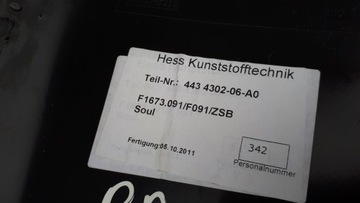 Hess Kunststofftechnik
Teil-Nr.: 443 4302-06-A0
F1673.091/F091/ZSB
Soul
Fertigung:06.10.2011
342
Personalnummer